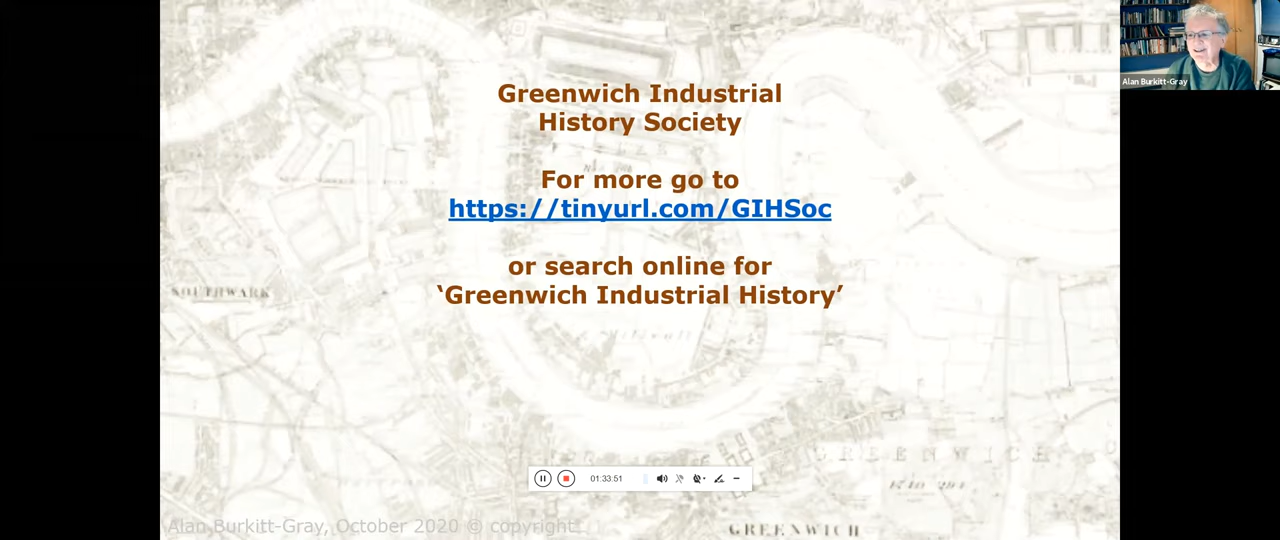 Greenwich Industrial
History Society
For more go to
https://tinyurl.com/GIHSoc
or search online for
‘Greenwich Industrial History’
Alan Burkitt-Gray
SOUTHWARK
GREENWICH
GREENWICH
01:33:51
Alan Burkitt-Gray, October 2020 © copyright